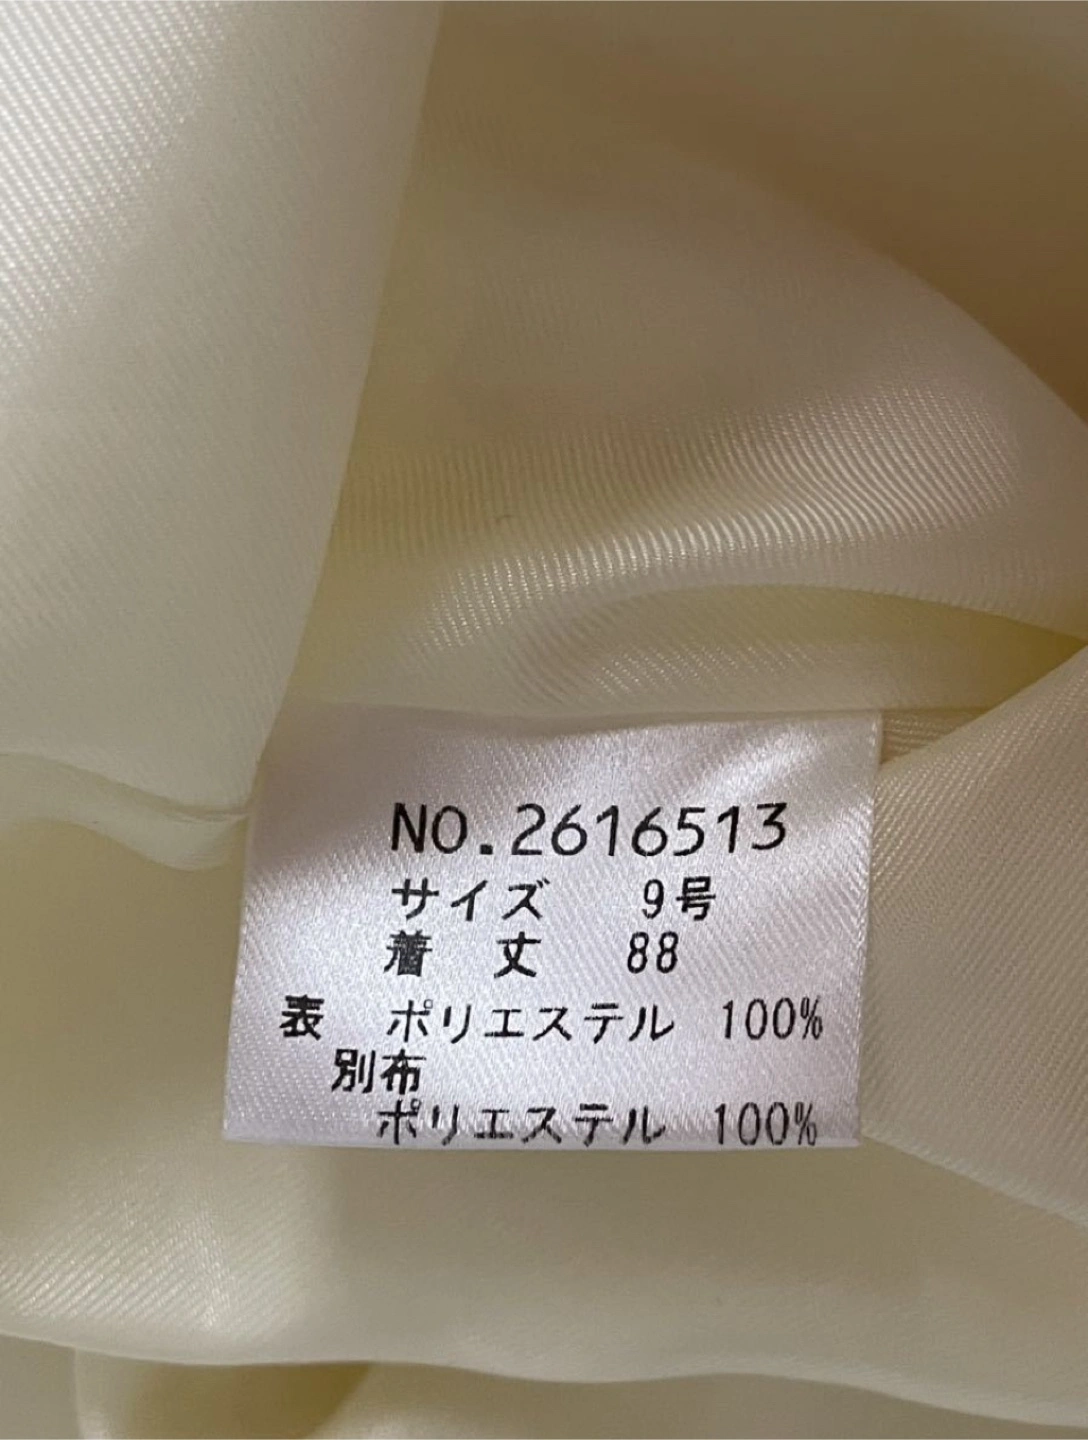 NO.2616513
サイズ 9号
着 丈 88
表 ポリエステル 100%
別布
ポリエステル 100%